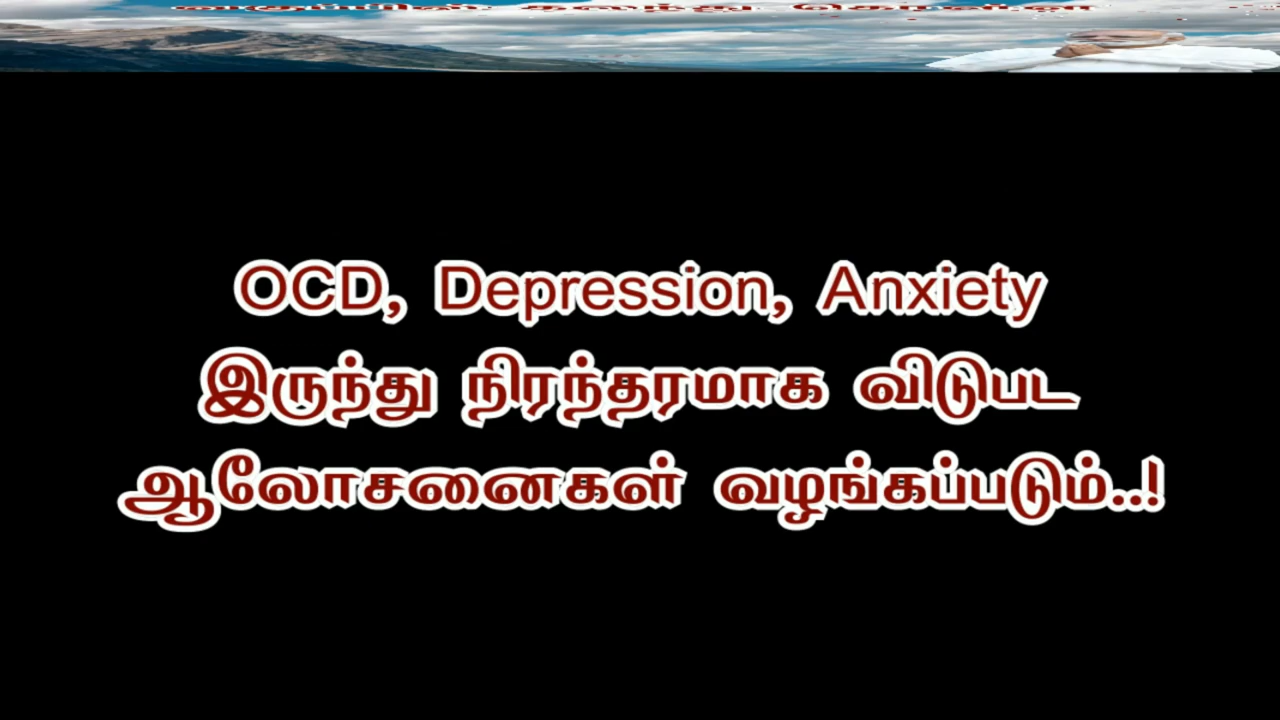 OCD, Depression, Anxiety
இருந்து நிரந்தரமாக விடுபட
ஆலோசனைகள் வழங்கப்படும்..!